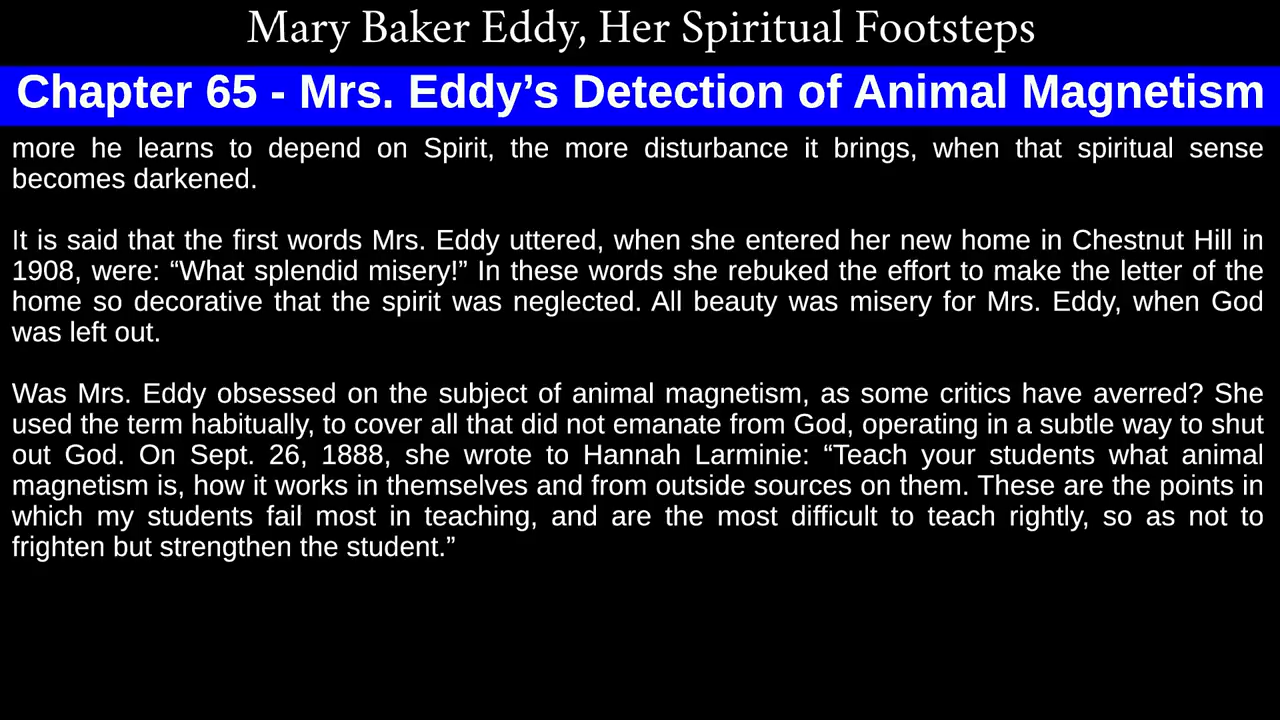 Mary Baker Eddy, Her Spiritual Footsteps
Chapter 65 - Mrs. Eddy’s Detection of Animal Magnetism
more he learns to depend on Spirit, the more disturbance it brings, when that spiritual sense
becomes darkened.
It is said that the first words Mrs. Eddy uttered, when she entered her new home in Chestnut Hill in
1908, were: “What splendid misery!” In these words she rebuked the effort to make the letter of the
home so decorative that the spirit was neglected. All beauty was misery for Mrs. Eddy, when God
was left out.
Was Mrs. Eddy obsessed on the subject of animal magnetism, as some critics have averred? She
used the term habitually, to cover all that did not emanate from God, operating in a subtle way to shut
out God. On Sept. 26, 1888, she wrote to Hannah Larminie: “Teach your students what animal
magnetism is, how it works in themselves and from outside sources on them. These are the points in
which my students fail most in teaching, and are the most difficult to teach rightly, so as not to
frighten but strengthen the student.”